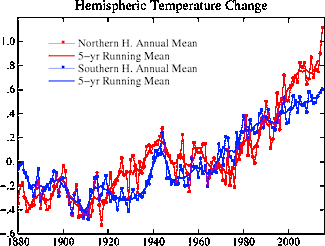 Hemispheric Temperature Change
Northern H. Annual Mean
5-yr Running Mean
Southern H. Annual Mean
5-yr Running Mean
1.0
.8
.6
.4
.2
0.
-.2
-.4
-.6
1880 1900 1920 1940 1960 1980 2000